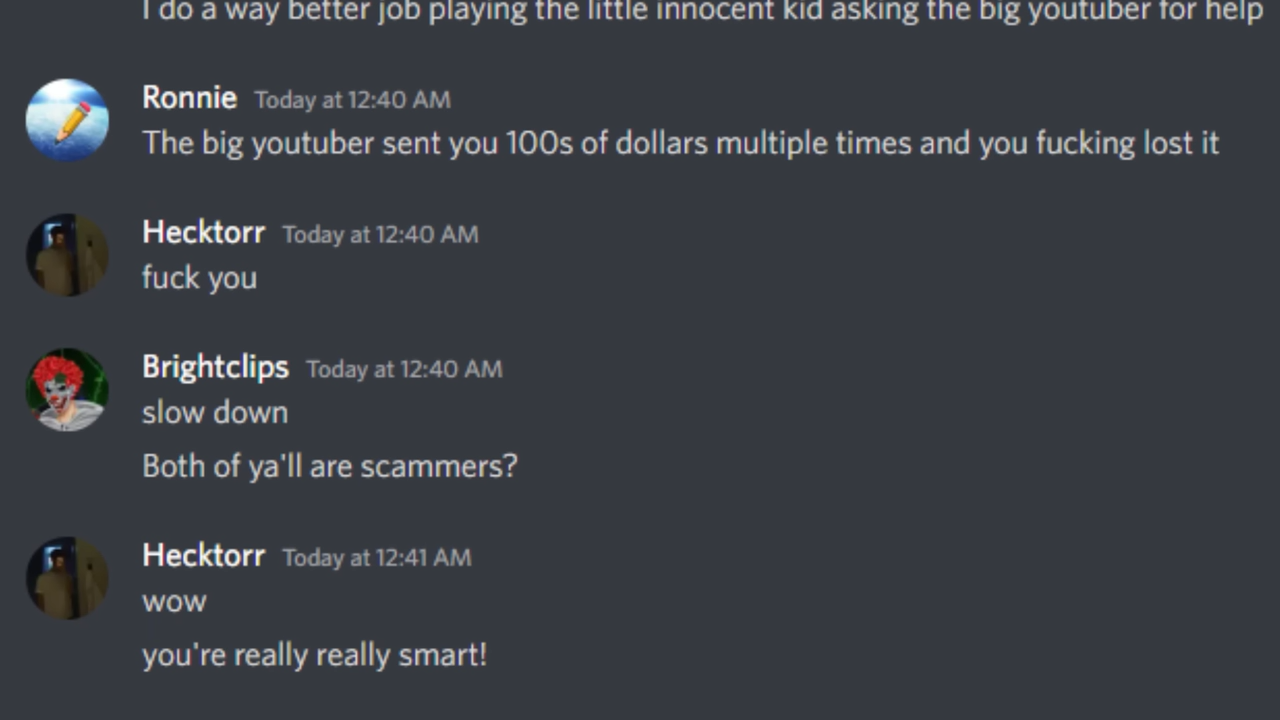 I do a way better job playing the little innocent kid asking the big youtuber for help
Ronnie Today at 12:40 AM
The big youtuber sent you 100s of dollars multiple times and you fucking lost it
Hecktorr Today at 12:40 AM
fuck you
Brightclips Today at 12:40 AM
slow down
Both of ya'll are scammers?
Hecktorr Today at 12:41 AM
wow
you're really really smart!